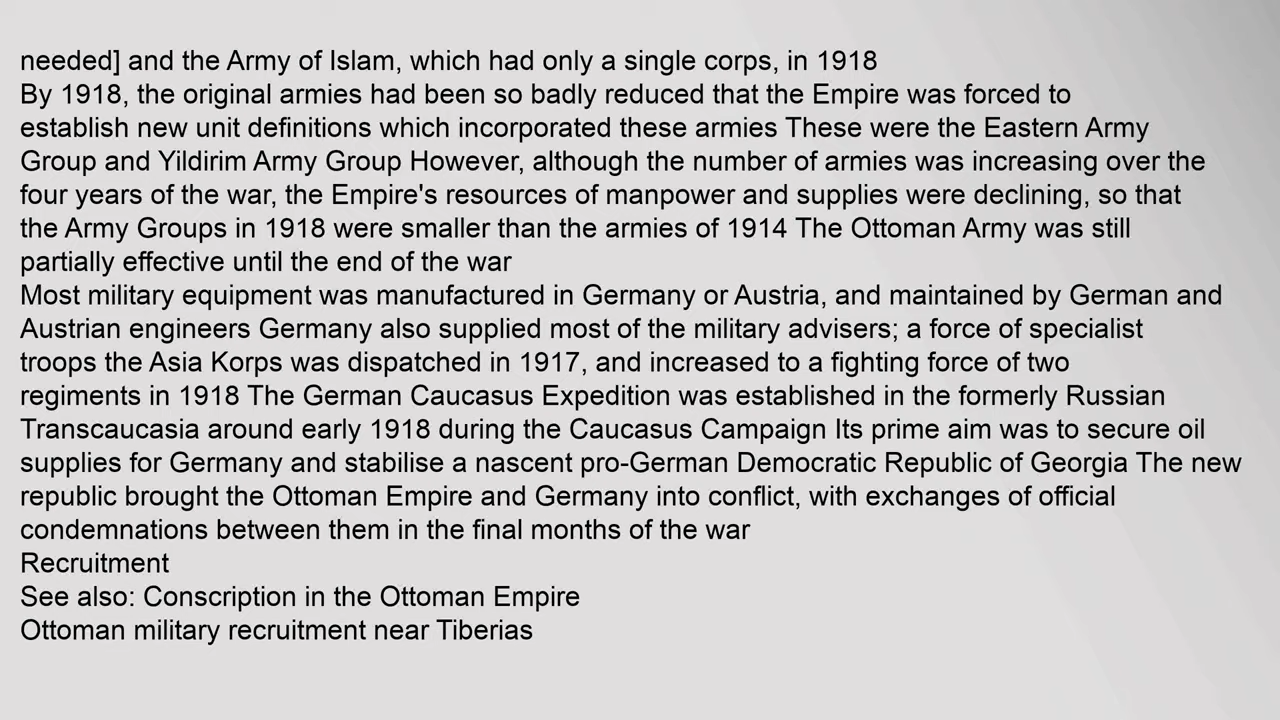 needed] and the Army of Islam, which had only a single corps, in 1918
By 1918, the original armies had been so badly reduced that the Empire was forced to
establish new unit definitions which incorporated these armies These were the Eastern Army
Group and Yildirim Army Group However, although the number of armies was increasing over the
four years of the war, the Empire's resources of manpower and supplies were declining, so that
the Army Groups in 1918 were smaller than the armies of 1914 The Ottoman Army was still
partially effective until the end of the war
Most military equipment was manufactured in Germany or Austria, and maintained by German and
Austrian engineers Germany also supplied most of the military advisers; a force of specialist
troops the Asia Korps was dispatched in 1917, and increased to a fighting force of two
regiments in 1918 The German Caucasus Expedition was established in the formerly Russian
Transcaucasia around early 1918 during the Caucasus Campaign Its prime aim was to secure oil
supplies for Germany and stabilise a nascent pro-German Democratic Republic of Georgia The new
republic brought the Ottoman Empire and Germany into conflict, with exchanges of official
condemnations between them in the final months of the war
Recruitment
See also: Conscription in the Ottoman Empire
Ottoman military recruitment near Tiberias